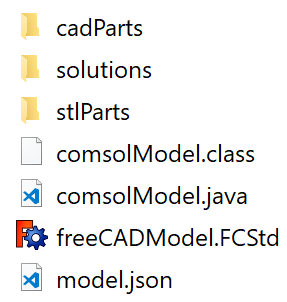 cadParts
solutions
stlParts
comsolModel.class
comsolModel.java
freeCADModel.FCStd
model.json